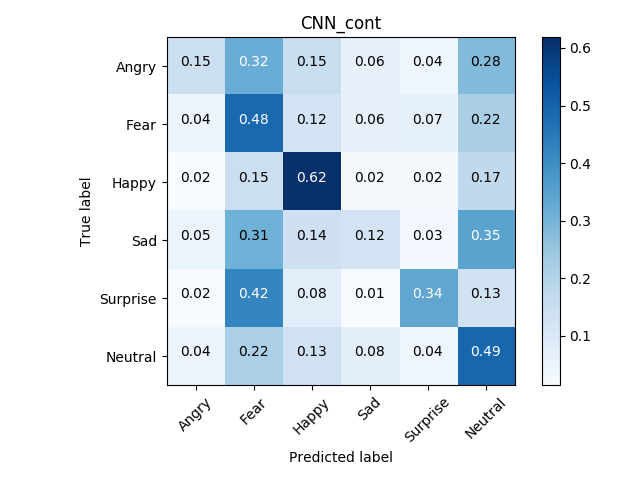 CNN_cont
Angry 0.15 0.32 0.15 0.06 0.04 0.28
Fear 0.04 0.48 0.12 0.06 0.07 0.22
Happy 0.02 0.15 0.62 0.02 0.02 0.17
Sad 0.05 0.31 0.14 0.12 0.03 0.35
Surprise 0.02 0.42 0.08 0.01 0.34 0.13
Neutral 0.04 0.22 0.13 0.08 0.04 0.49
True label
Angry Fear Happy Sad Surprise Neutral
Predicted label
0.6
0.5
0.4
0.3
0.2
0.1